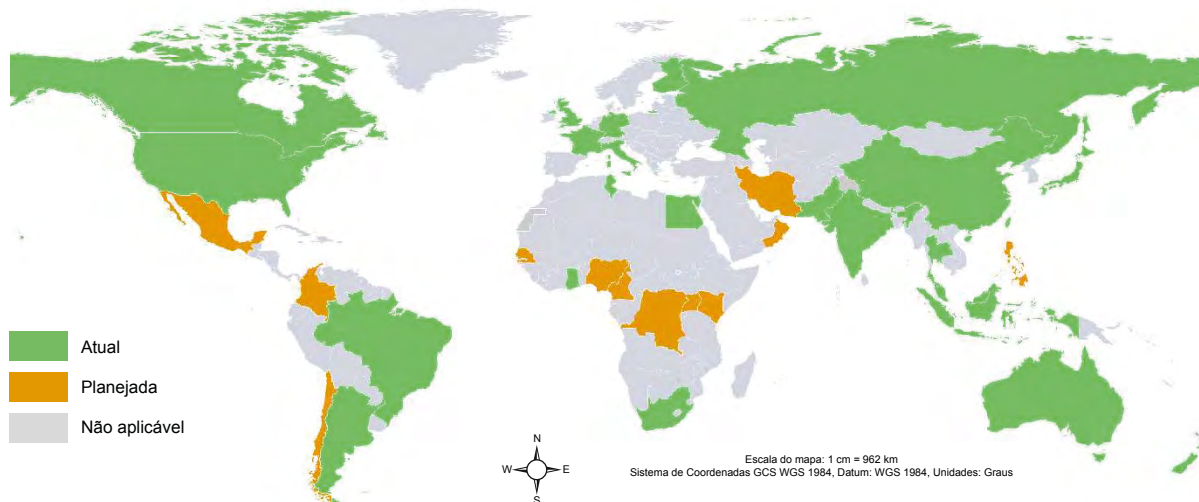 Atual
Planejada
Não aplicável
N
W E
S
Escala do mapa: 1 cm = 962 km
Sistema de Coordenadas GCS WGS 1984, Datum: WGS 1984, Unidades: Graus